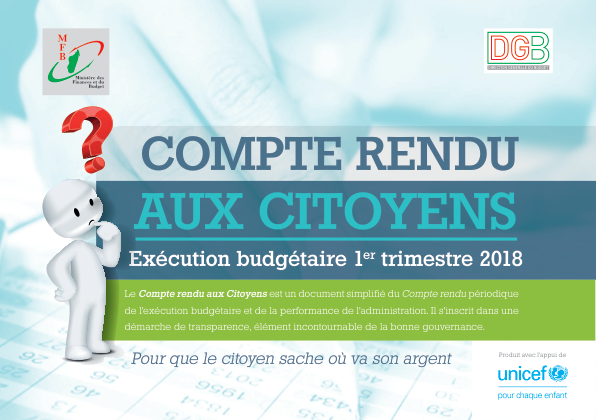 MFB
Ministère des
Finances et du
Budget
DGB
?
COMPTE RENDU
AUX CITOYENS
Exécution budgétaire 1er trimestre 2018
Le Compte rendu aux Citoyens est un document simplifié du Compte rendu périodique
de l'exécution budgétaire et de la performance de l'administration. Il s'inscrit dans une
démarche de transparence, élément incontournable de la bonne gouvernance.
Pour que le citoyen sache où va son argent
Produit avec l'appui de
unicef
pour chaque enfant